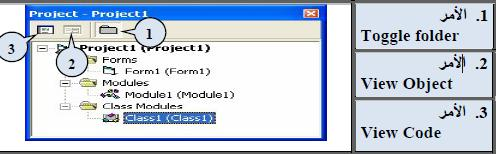 Project - Project1
3
2
1
Project1 (Project1)
Forms
Form1 (Form1)
Modules
Module1 (Module1)
Class Modules
Class1 (Class1)
1. الأمر
Toggle folder
2. الأمر
View Object
3. الأمر
View Code